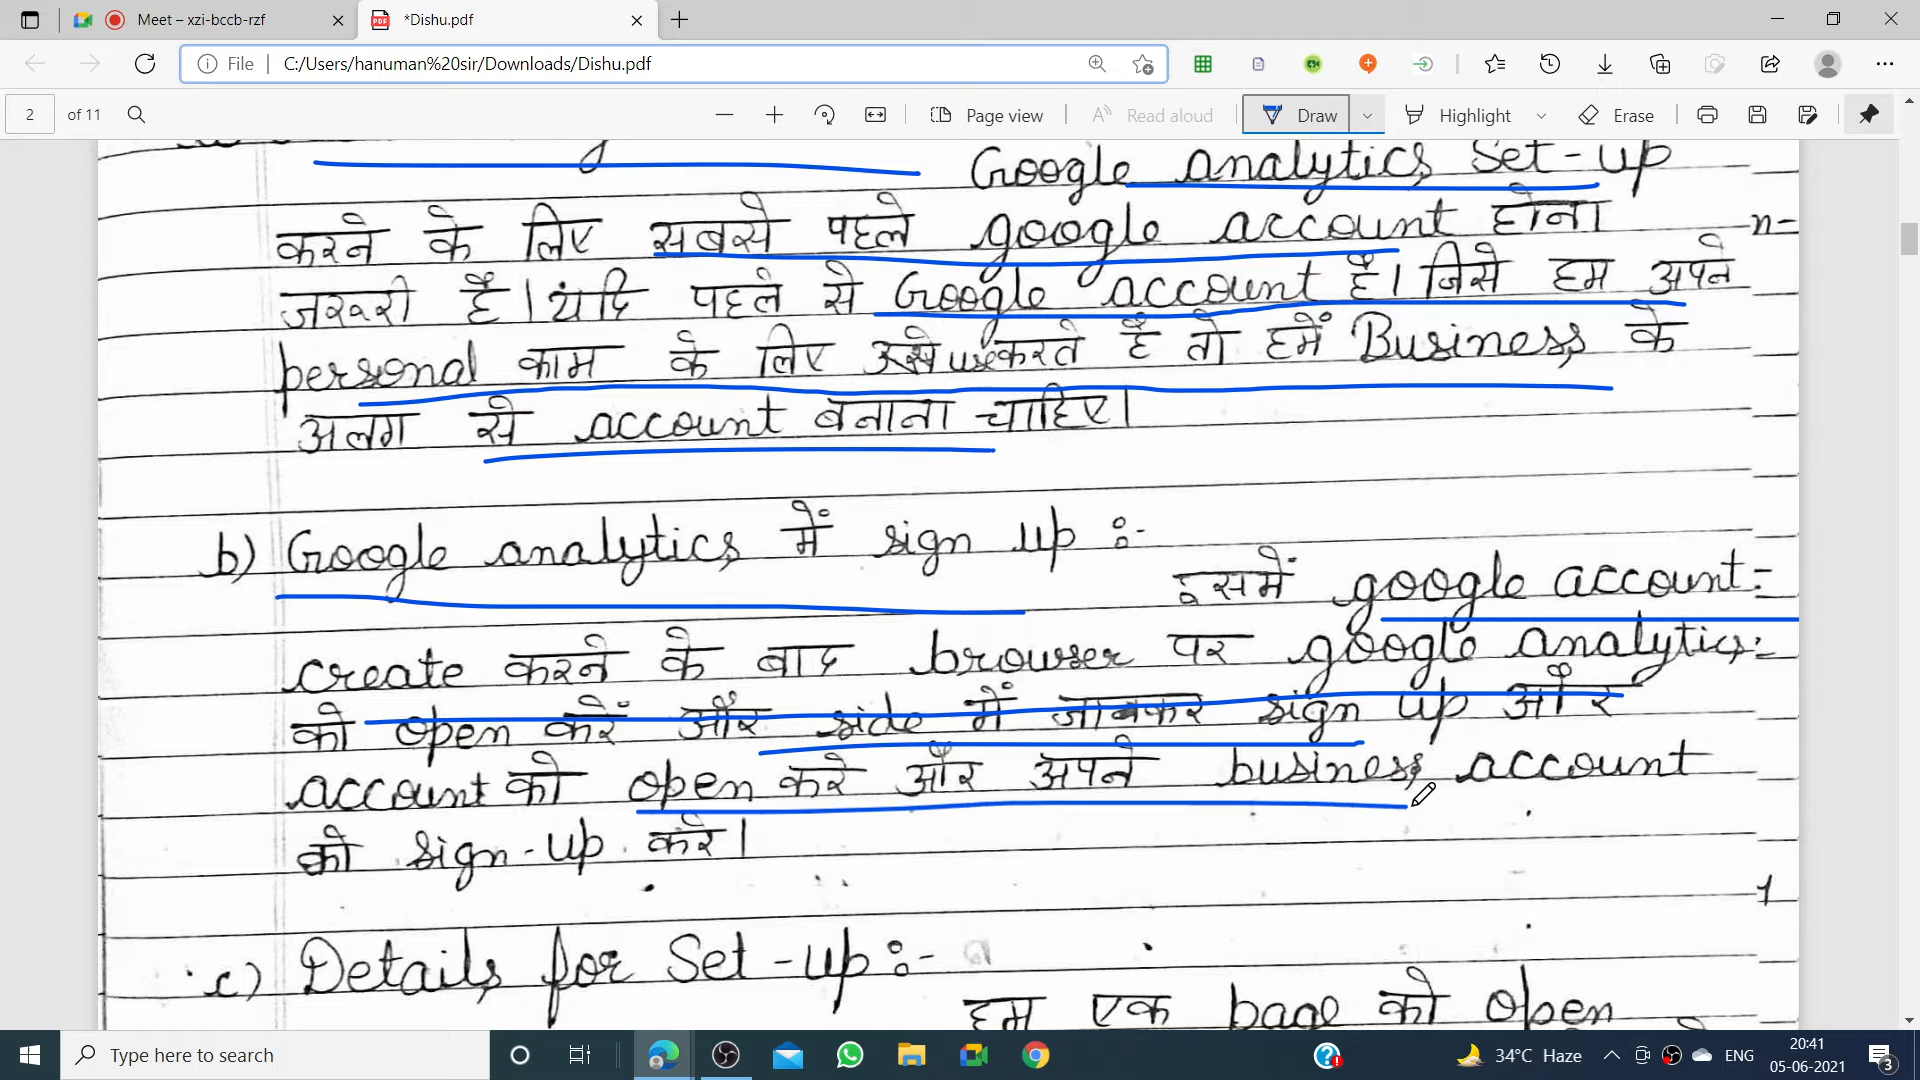 Meet – xzi-bccb-rzf
*Dishu.pdf
File
C:/Users/hanuman%20sir/Downloads/Dishu.pdf
2 of 11
Page view
Read aloud
Draw
Highlight
Erase
Google analytics Set-up
करने के लिए सबसे पहले google account होना
जरूरी है। यदि पहले से Google account है। जिसे हम अपने
personal काम के लिए उसे use करते है तो हमें Business के
अलग से account बनाना चाहिए।
b) Google analytics में sign up :-
इसमें google account=
create करने के बाद browser पर google analytics:
को open करें और side में जाकर sign up और
account को open करे और अपने business account
को sign-up करे।
c) Details for Set-up :-
हम एक page को open
Type here to search
34°C Haze
ENG
20:41
05-06-2021
3